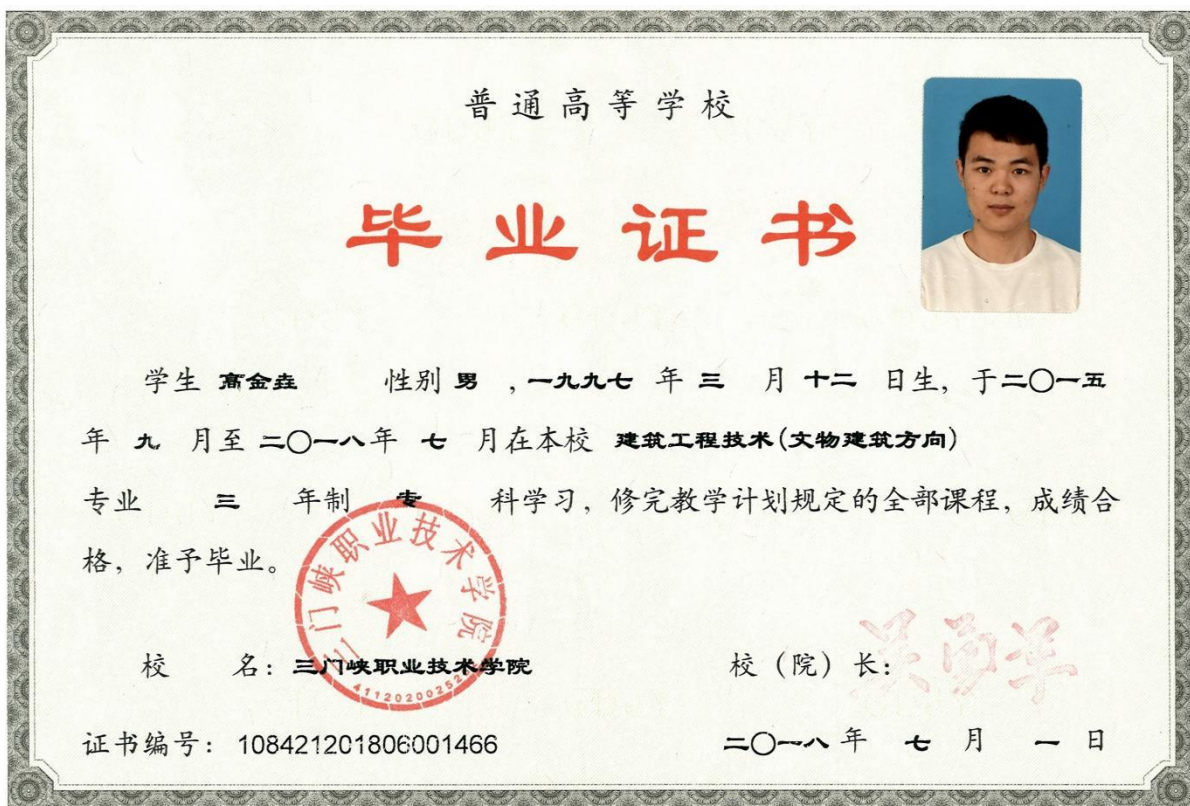 普通高等学校
毕业证书
学生 高金垚 性别 男 ，一九九七 年 三 月 十二 日生，于二〇一五
年 九 月至 二〇一八年 七 月在本校 建筑工程技术(文物建筑方向)
专业 三 年制 专 科学习，修完教学计划规定的全部课程，成绩合
格，准予毕业。
三门峡职业技术学院
校 名：三门峡职业技术学院
校（院）长：
证书编号：108421201806001466
二〇一八 年 七 月 一 日